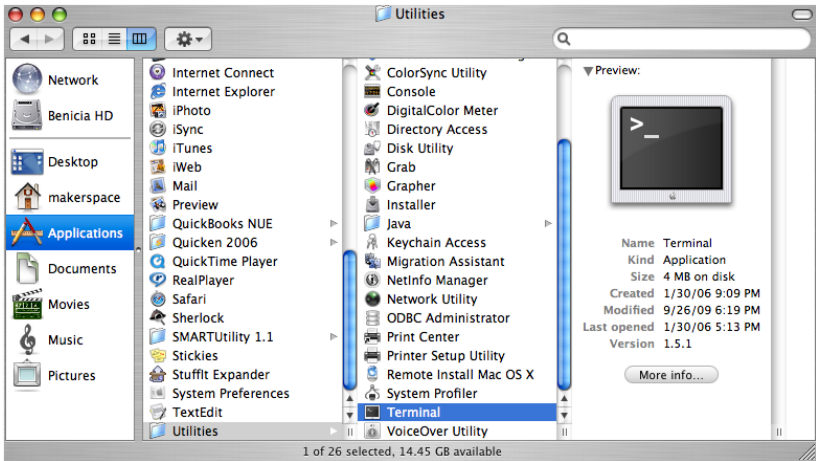 Utilities
Network
Benicia HD
Desktop
makerspace
Applications
Documents
Movies
Music
Pictures
Internet Connect
Internet Explorer
iPhoto
iSync
iTunes
iWeb
Mail
Preview
QuickBooks NUE
Quicken 2006
QuickTime Player
RealPlayer
Safari
Sherlock
SMARTUtility 1.1
Stickies
StuffIt Expander
System Preferences
TextEdit
Utilities
ColorSync Utility
Console
DigitalColor Meter
Directory Access
Disk Utility
Grab
Grapher
Installer
Java
Keychain Access
Migration Assistant
NetInfo Manager
Network Utility
ODBC Administrator
Print Center
Printer Setup Utility
Remote Install Mac OS X
System Profiler
Terminal
VoiceOver Utility
Preview:
>_
Name Terminal
Kind Application
Size 4 MB on disk
Created 1/30/06 9:09 PM
Modified 9/26/09 6:19 PM
Last opened 1/30/06 5:13 PM
Version 1.5.1
More info...
1 of 26 selected, 14.45 GB available